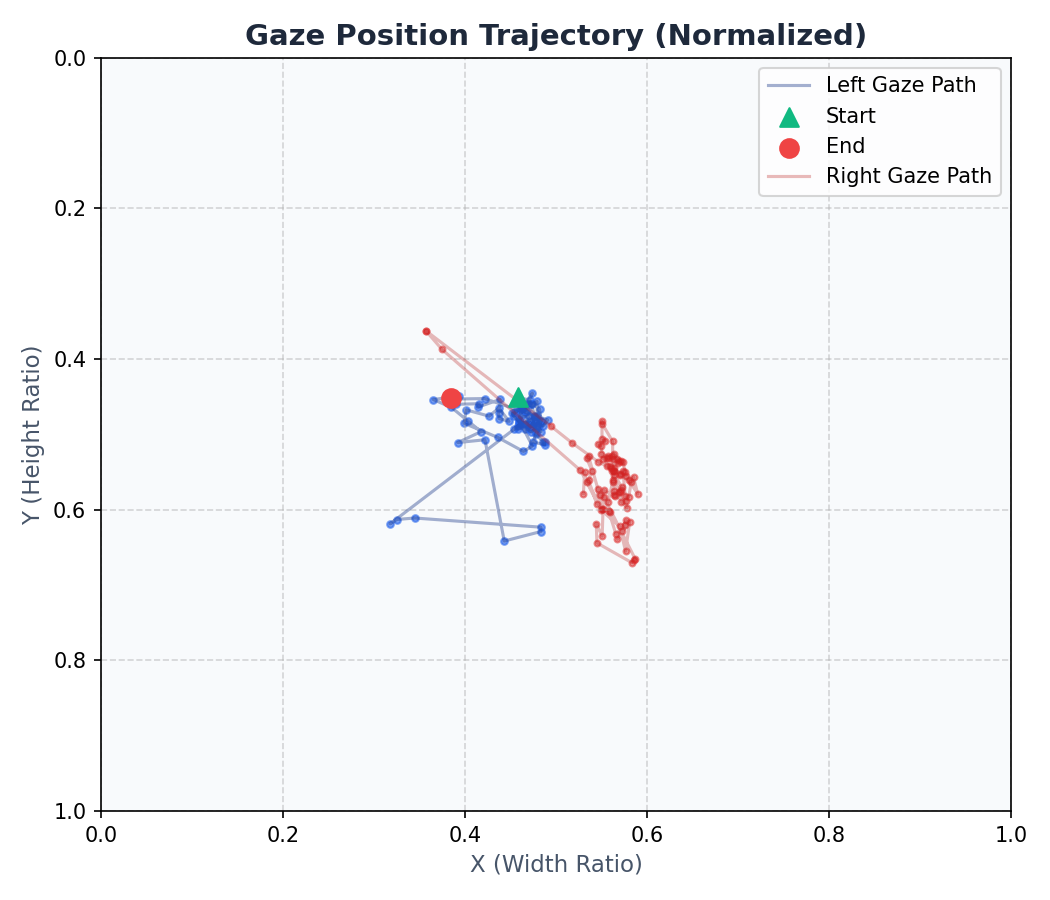 Gaze Position Trajectory (Normalized)
Left Gaze Path
Start
End
Right Gaze Path
0.0
0.2
0.4
0.6
0.8
1.0
Y (Height Ratio)
0.0
0.2
0.4
0.6
0.8
1.0
X (Width Ratio)